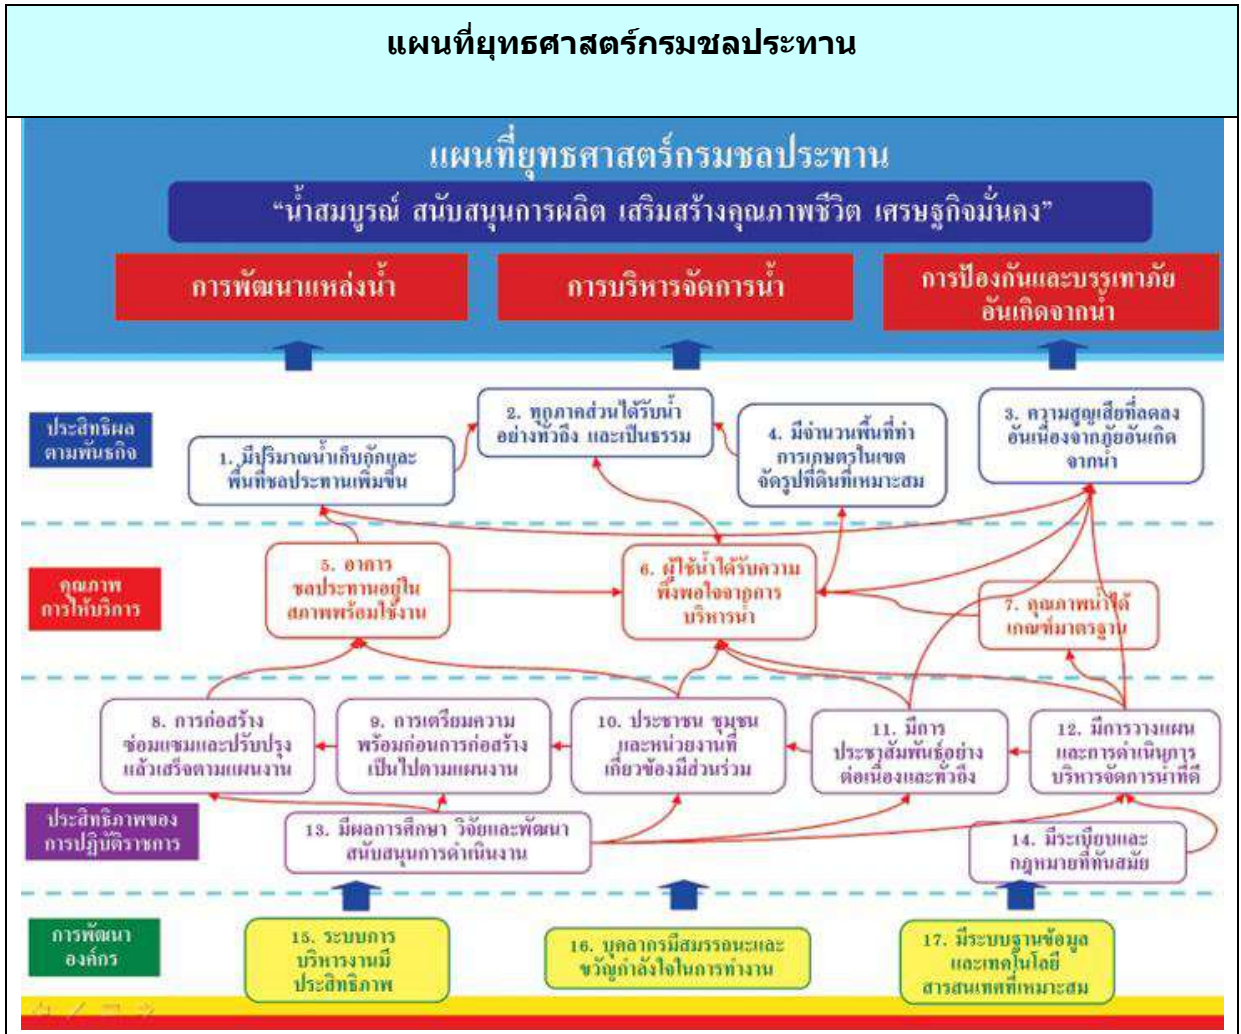 แผนที่ยุทธศาสตร์กรมชลประทาน
แผนที่ยุทธศาสตร์กรมชลประทาน
“น้ำสมบูรณ์ สนับสนุนการผลิต เสริมสร้างคุณภาพชีวิต เศรษฐกิจมั่นคง”
การพัฒนาแหล่งน้ำ
การบริหารจัดการน้ำ
การป้องกันและบรรเทาภัย
อันเกิดจากน้ำ
ประสิทธิผล
ตามพันธกิจ
1. มีปริมาณน้ำเก็บกักและ
พื้นที่ชลประทานเพิ่มขึ้น
2. ทุกภาคส่วนได้รับน้ำ
อย่างทั่วถึง และเป็นธรรม
4. มีจำนวนพื้นที่ทำ
การเกษตรในเขต
จัดรูปที่ดินที่เหมาะสม
3. ความสูญเสียที่ลดลง
อันเนื่องจากภัยอันเกิด
จากน้ำ
คุณภาพ
การให้บริการ
5. อาคาร
ชลประทานอยู่ใน
สภาพพร้อมใช้งาน
6. ผู้ใช้น้ำได้รับความ
พึงพอใจจากการ
บริหารน้ำ
7. คุณภาพน้ำได้
เกณฑ์มาตรฐาน
8. การก่อสร้าง
ซ่อมแซมและปรับปรุง
แล้วเสร็จตามแผนงาน
9. การเตรียมความ
พร้อมก่อนการก่อสร้าง
เป็นไปตามแผนงาน
10. ประชาชน ชุมชน
และหน่วยงานที่
เกี่ยวข้องมีส่วนร่วม
11. มีการ
ประชาสัมพันธ์อย่าง
ต่อเนื่องและทั่วถึง
12. มีการวางแผน
และการดำเนินการ
บริหารจัดการน้ำที่ดี
ประสิทธิภาพของ
การปฏิบัติราชการ
13. มีผลการศึกษา วิจัยและพัฒนา
สนับสนุนการดำเนินงาน
14. มีระเบียบและ
กฎหมายที่ทันสมัย
การพัฒนา
องค์กร
15. ระบบการ
บริหารงานมี
ประสิทธิภาพ
16. บุคลากรมีสมรรถนะและ
ขวัญกำลังใจในการทำงาน
17. มีระบบฐานข้อมูล
และเทคโนโลยี
สารสนเทศที่เหมาะสม